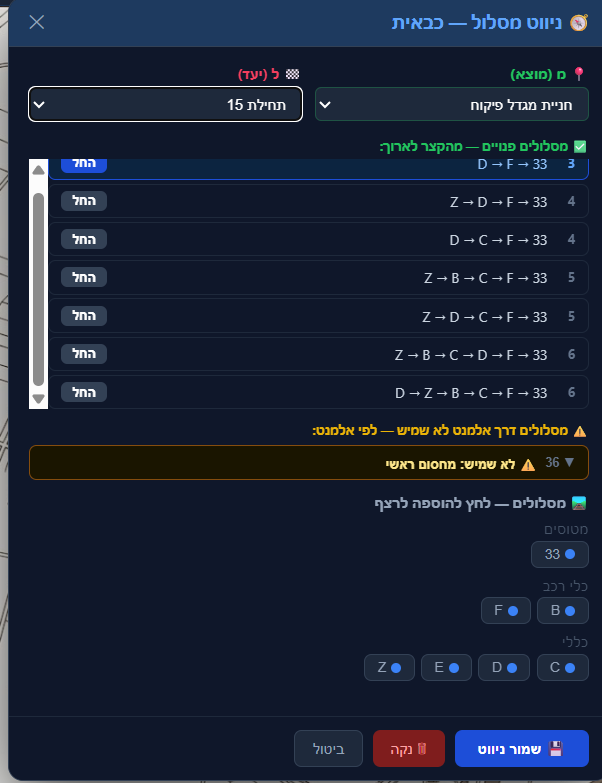 🧭 ניווט מסלול — כבאית
📍 מ (מוצא)
🏁 ל (יעד)
חניית מגדל פיקוח
תחילת 15
✅ מסלולים פנויים — מהקצר לארוך:
3 D → F → 33 החל
4 Z → D → F → 33 החל
4 D → C → F → 33 החל
5 Z → B → C → F → 33 החל
5 Z → D → C → F → 33 החל
6 Z → B → C → D → F → 33 החל
6 D → Z → B → C → F → 33 החל
⚠️ מסלולים דרך אלמנט לא שמיש — לפי אלמנט:
▼ 36 ⚠️ לא שמיש: מחסום ראשי
🛣️ מסלולים — לחץ להוספה לרצף
מטוסים
33
כלי רכב
B F
כללי
C D E Z
💾 שמור ניווט
🗑 נקה
ביטול